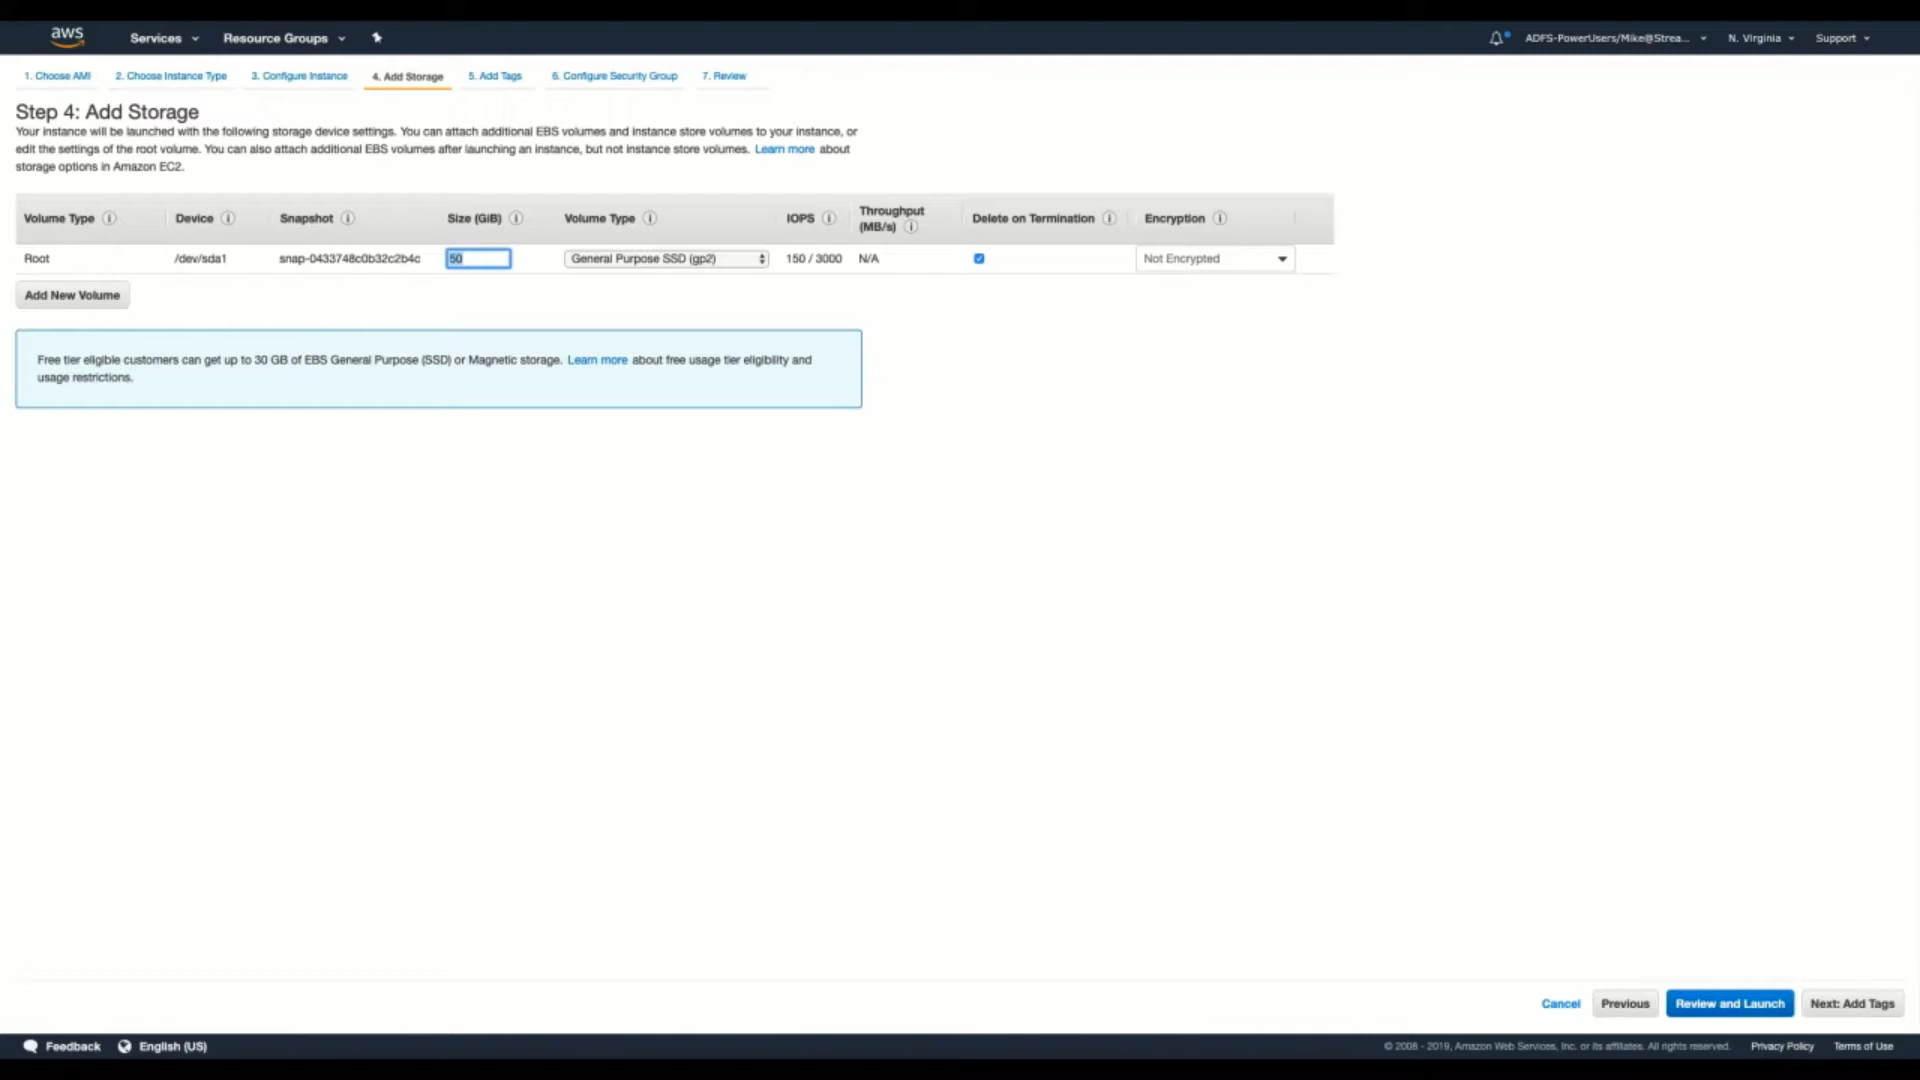 aws
Services
Resource Groups
ADFS-PowerUsers/Mike@Strea...
N. Virginia
Support
1. Choose AMI
2. Choose Instance Type
3. Configure Instance
4. Add Storage
5. Add Tags
6. Configure Security Group
7. Review
Step 4: Add Storage
Your instance will be launched with the following storage device settings. You can attach additional EBS volumes and instance store volumes to your instance, or
edit the settings of the root volume. You can also attach additional EBS volumes after launching an instance, but not instance store volumes. Learn more about
storage options in Amazon EC2.
Volume Type
Device
Snapshot
Size (GiB)
Volume Type
IOPS
Throughput
(MB/s)
Delete on Termination
Encryption
Root
/dev/sda1
snap-0433748c0b32c2b4c
50
General Purpose SSD (gp2)
150 / 3000
N/A
Not Encrypted
Add New Volume
Free tier eligible customers can get up to 30 GB of EBS General Purpose (SSD) or Magnetic storage. Learn more about free usage tier eligibility and
usage restrictions.
Cancel
Previous
Review and Launch
Next: Add Tags
Feedback
English (US)
© 2008 - 2019, Amazon Web Services, Inc. or its affiliates. All rights reserved.
Privacy Policy
Terms of Use